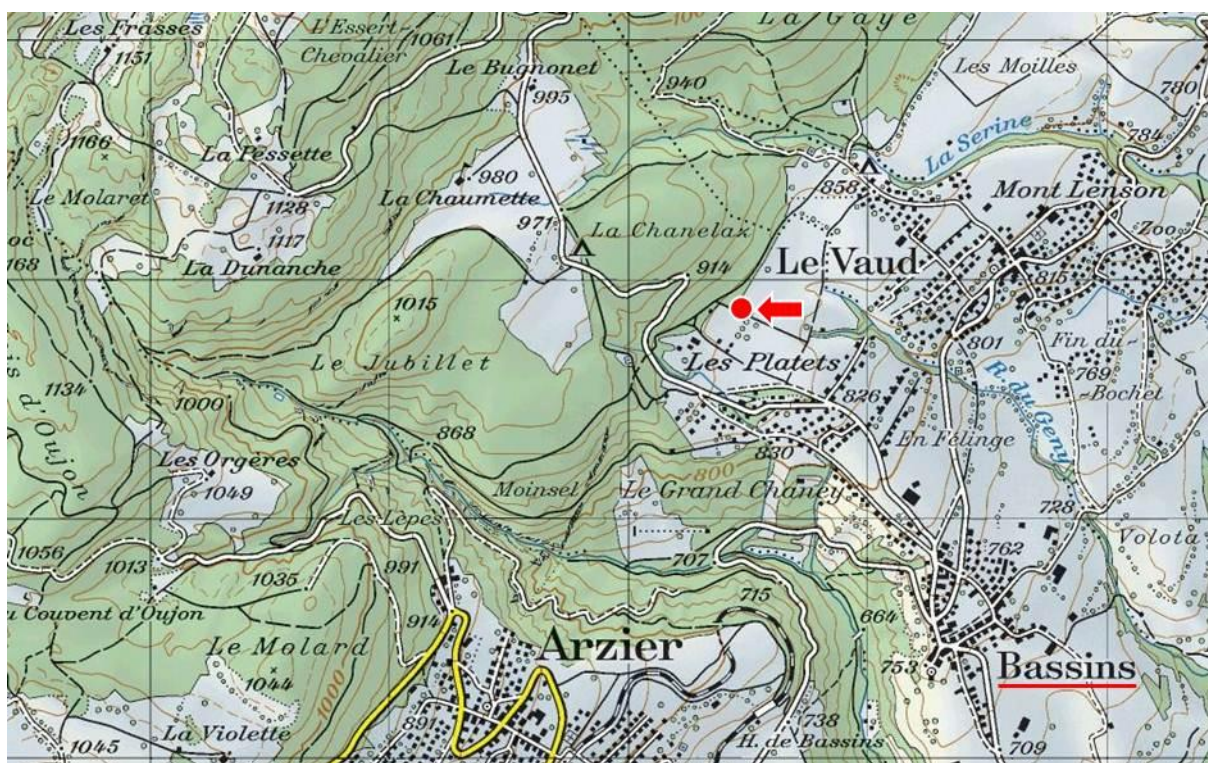 Les Frasses
1151
L'Essert-
Chevalier
1061
La Gaye
Le Bugnonet
995
940
Les Moilles
780
784
La Serine
1166
La Pessette
Le Molaret
1128
1117
La Dunanche
980
La Chaumette
971
858
Mont Lenson
La Chanelaz
Zoo
Le Vaud
914
815
168
1015
Le Jubillet
Les Platets
801
Fin du
Bochet
769
1134
1000
826
R. du Geny
s d'Oujon
868
En Félinge
Les Orgères
1049
830
800
Moinsel
Le Grand Chaney
728
Les Lèpes
1056
1013
1035
991
707
762
Volota
715
Couvent d'Oujon
914
664
Le Molard
1044
Arzier
753
Bassins
1000
La Violette
891
738
1045
H. de Bassins
709